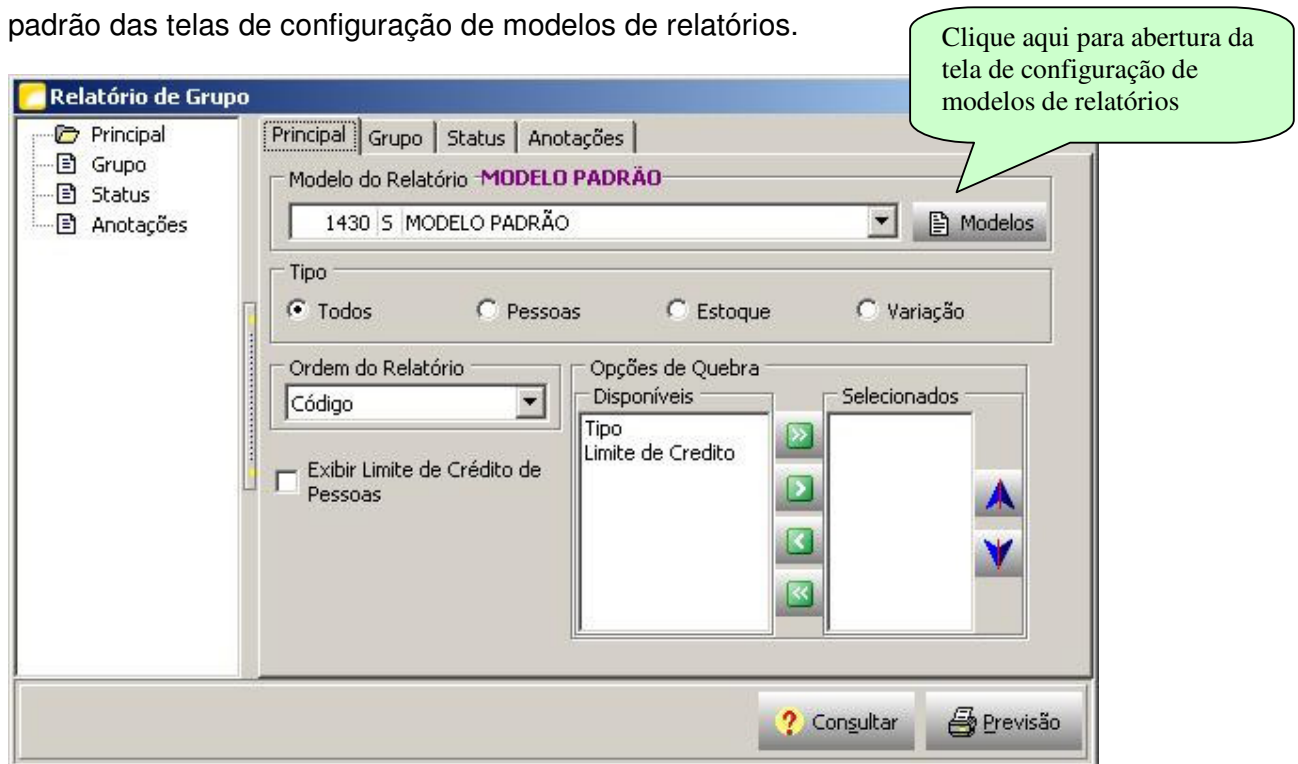 padrão das telas de configuração de modelos de relatórios.
Clique aqui para abertura da
tela de configuração de
modelos de relatórios
Relatório de Grupo
Principal
Grupo
Status
Anotações
Principal Grupo Status Anotações
Modelo do Relatório MODELO PADRÃO
1430 S MODELO PADRÃO
Modelos
Tipo
Todos Pessoas Estoque Variação
Ordem do Relatório
Código
Exibir Limite de Crédito de
Pessoas
Opções de Quebra
Disponíveis
Tipo
Limite de Credito
Selecionados
Consultar Previsão